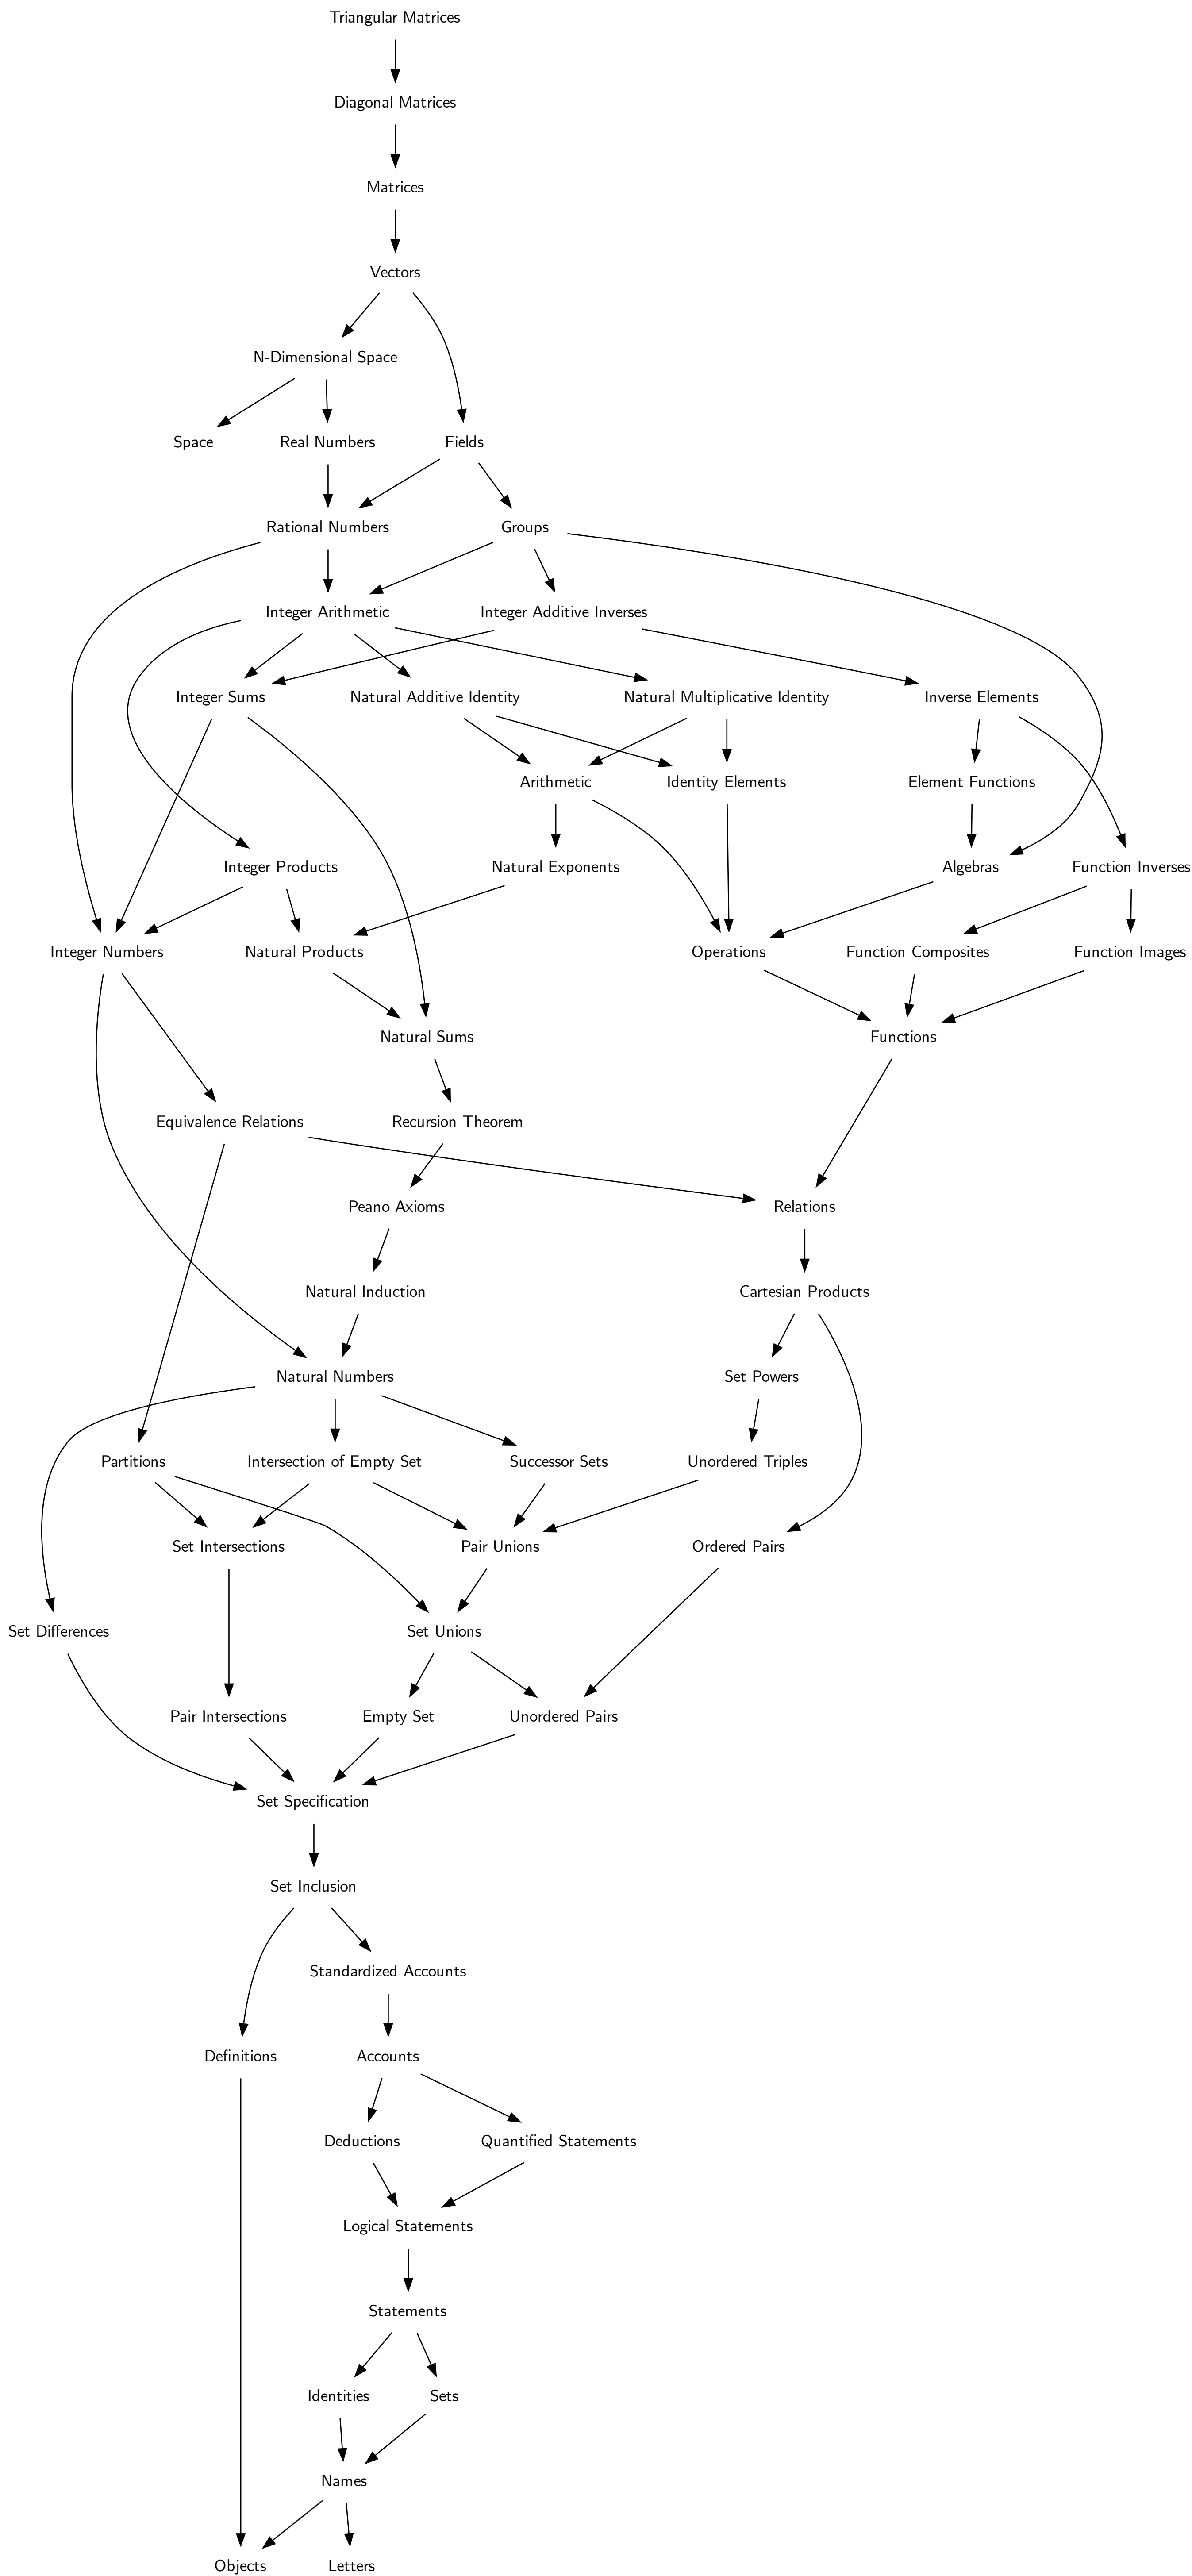 Triangular Matrices
Diagonal Matrices
Matrices
Vectors
N-Dimensional Space
Space
Real Numbers
Fields
Rational Numbers
Groups
Integer Arithmetic
Integer Additive Inverses
Integer Sums
Natural Additive Identity
Natural Multiplicative Identity
Inverse Elements
Arithmetic
Identity Elements
Element Functions
Integer Products
Natural Exponents
Algebras
Function Inverses
Integer Numbers
Natural Products
Operations
Function Composites
Function Images
Natural Sums
Functions
Equivalence Relations
Recursion Theorem
Peano Axioms
Relations
Natural Induction
Cartesian Products
Natural Numbers
Set Powers
Partitions
Intersection of Empty Set
Successor Sets
Unordered Triples
Set Intersections
Pair Unions
Ordered Pairs
Set Differences
Set Unions
Pair Intersections
Empty Set
Unordered Pairs
Set Specification
Set Inclusion
Standardized Accounts
Definitions
Accounts
Deductions
Quantified Statements
Logical Statements
Statements
Identities
Sets
Names
Objects
Letters